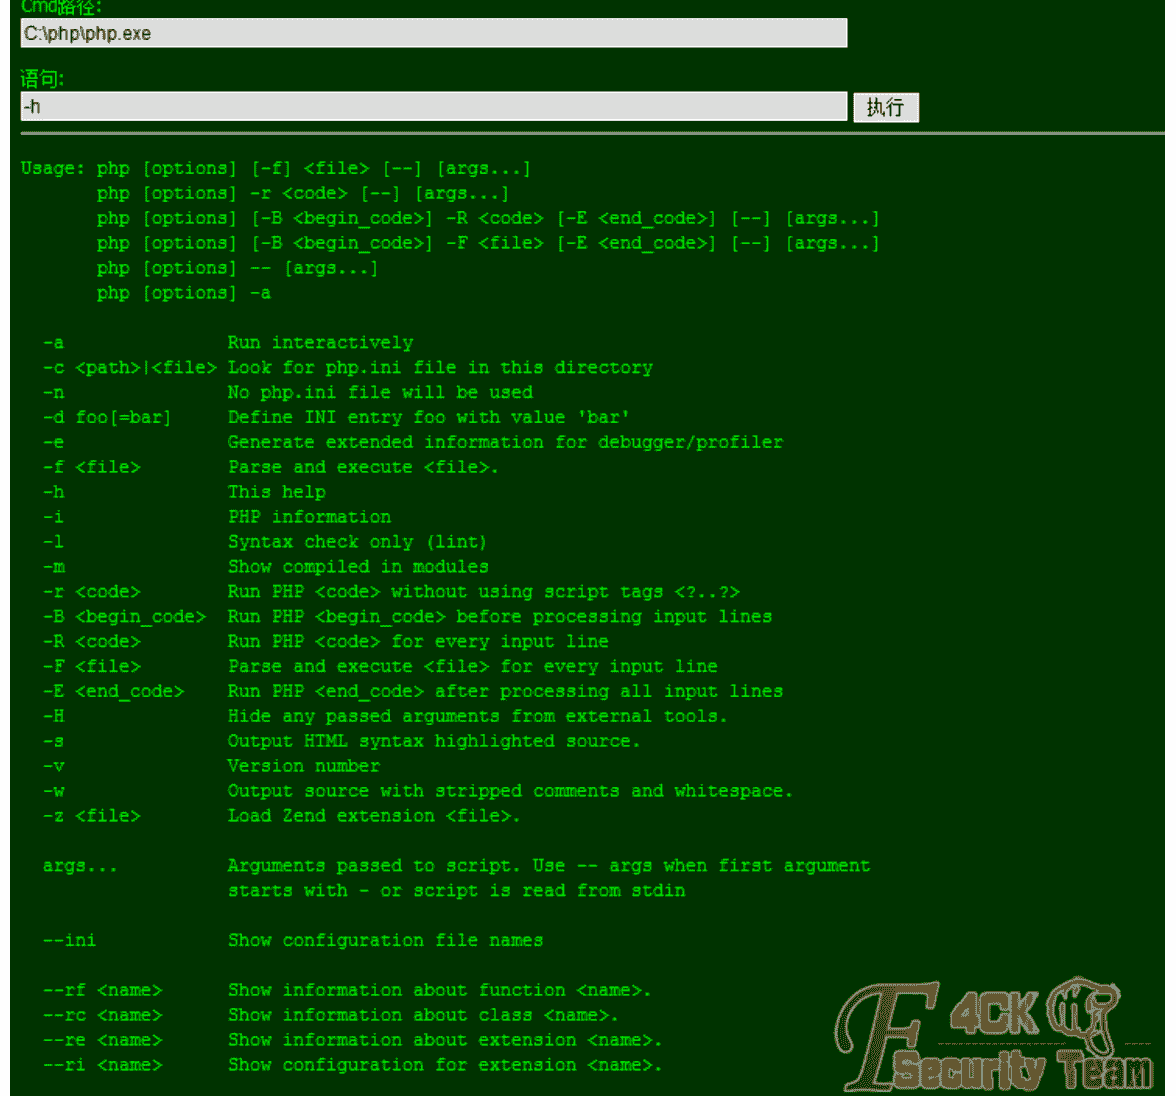 Cmd路径:
C:\php\php.exe
语句:
-h
执行
Usage: php [options] [-f] <file> [--] [args...]
php [options] -r <code> [--] [args...]
php [options] [-B <begin_code>] -R <code> [-E <end_code>] [--] [args...]
php [options] [-B <begin_code>] -F <file> [-E <end_code>] [--] [args...]
php [options] -- [args...]
php [options] -a
-a Run interactively
-c <path>|<file> Look for php.ini file in this directory
-n No php.ini file will be used
-d foo[=bar] Define INI entry foo with value 'bar'
-e Generate extended information for debugger/profiler
-f <file> Parse and execute <file>.
-h This help
-i PHP information
-l Syntax check only (lint)
-m Show compiled in modules
-r <code> Run PHP <code> without using script tags <?..?>
-B <begin_code> Run PHP <begin_code> before processing input lines
-R <code> Run PHP <code> for every input line
-F <file> Parse and execute <file> for every input line
-E <end_code> Run PHP <end_code> after processing all input lines
-H Hide any passed arguments from external tools.
-s Output HTML syntax highlighted source.
-v Version number
-w Output source with stripped comments and whitespace.
-z <file> Load Zend extension <file>.
args... Arguments passed to script. Use -- args when first argument
starts with - or script is read from stdin
--ini Show configuration file names
--rf <name> Show information about function <name>.
--rc <name> Show information about class <name>.
--re <name> Show information about extension <name>.
--ri <name> Show configuration for extension <name>.
F4CK
Security Team